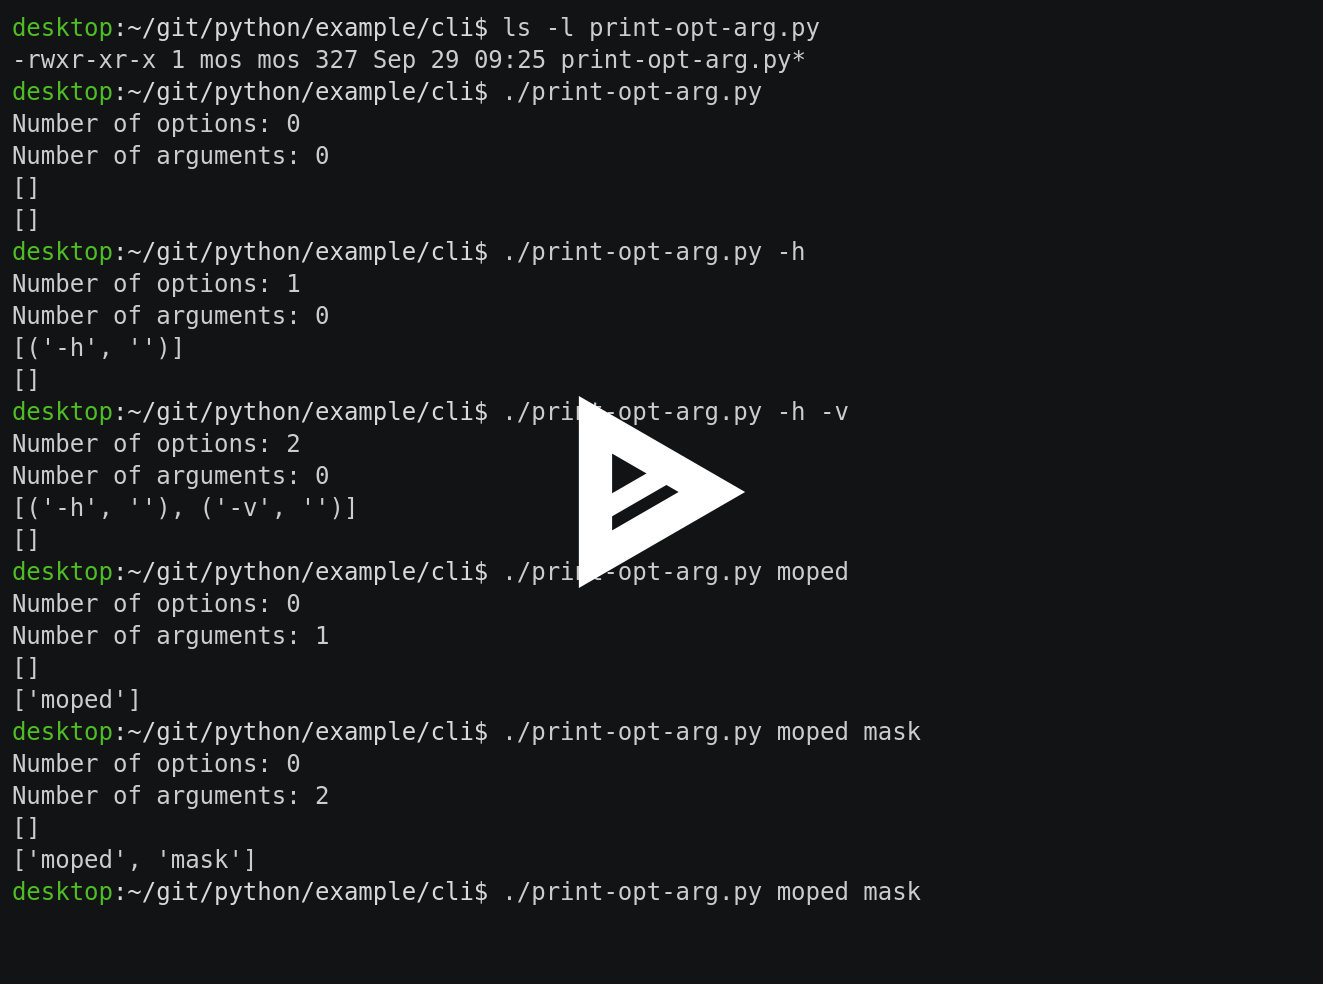 desktop:~/git/python/example/cli$ ls -l print-opt-arg.py
-rwxr-xr-x 1 mos mos 327 Sep 29 09:25 print-opt-arg.py*
desktop:~/git/python/example/cli$ ./print-opt-arg.py
Number of options: 0
Number of arguments: 0
[]
[]
desktop:~/git/python/example/cli$ ./print-opt-arg.py -h
Number of options: 1
Number of arguments: 0
[('-h', '')]
[]
desktop:~/git/python/example/cli$ ./print-opt-arg.py -h -v
Number of options: 2
Number of arguments: 0
[('-h', ''), ('-v', '')]
[]
desktop:~/git/python/example/cli$ ./print-opt-arg.py moped
Number of options: 0
Number of arguments: 1
[]
['moped']
desktop:~/git/python/example/cli$ ./print-opt-arg.py moped mask
Number of options: 0
Number of arguments: 2
[]
['moped', 'mask']
desktop:~/git/python/example/cli$ ./print-opt-arg.py moped mask